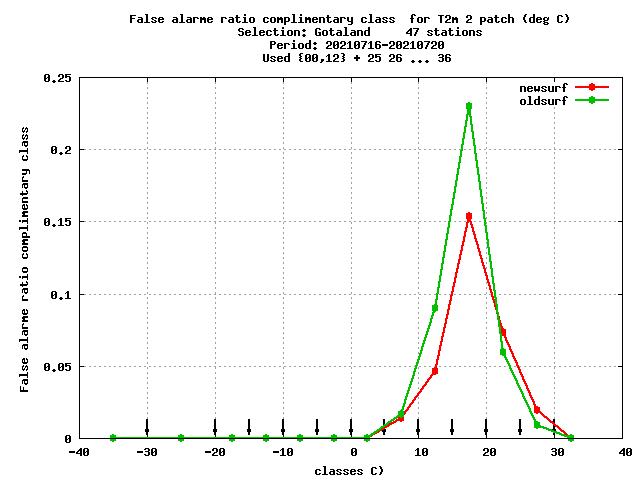 False alarme ratio complimentary class  for T2m 2 patch (deg C)
Selection: Gotaland     47 stations
Period: 20210716-20210720
Used {00,12} + 25 26 ... 36
newsurf
oldsurf
False alarme ratio complimentary class
0.25
0.2
0.15
0.1
0.05
0
-40 -30 -20 -10 0 10 20 30 40
classes C)